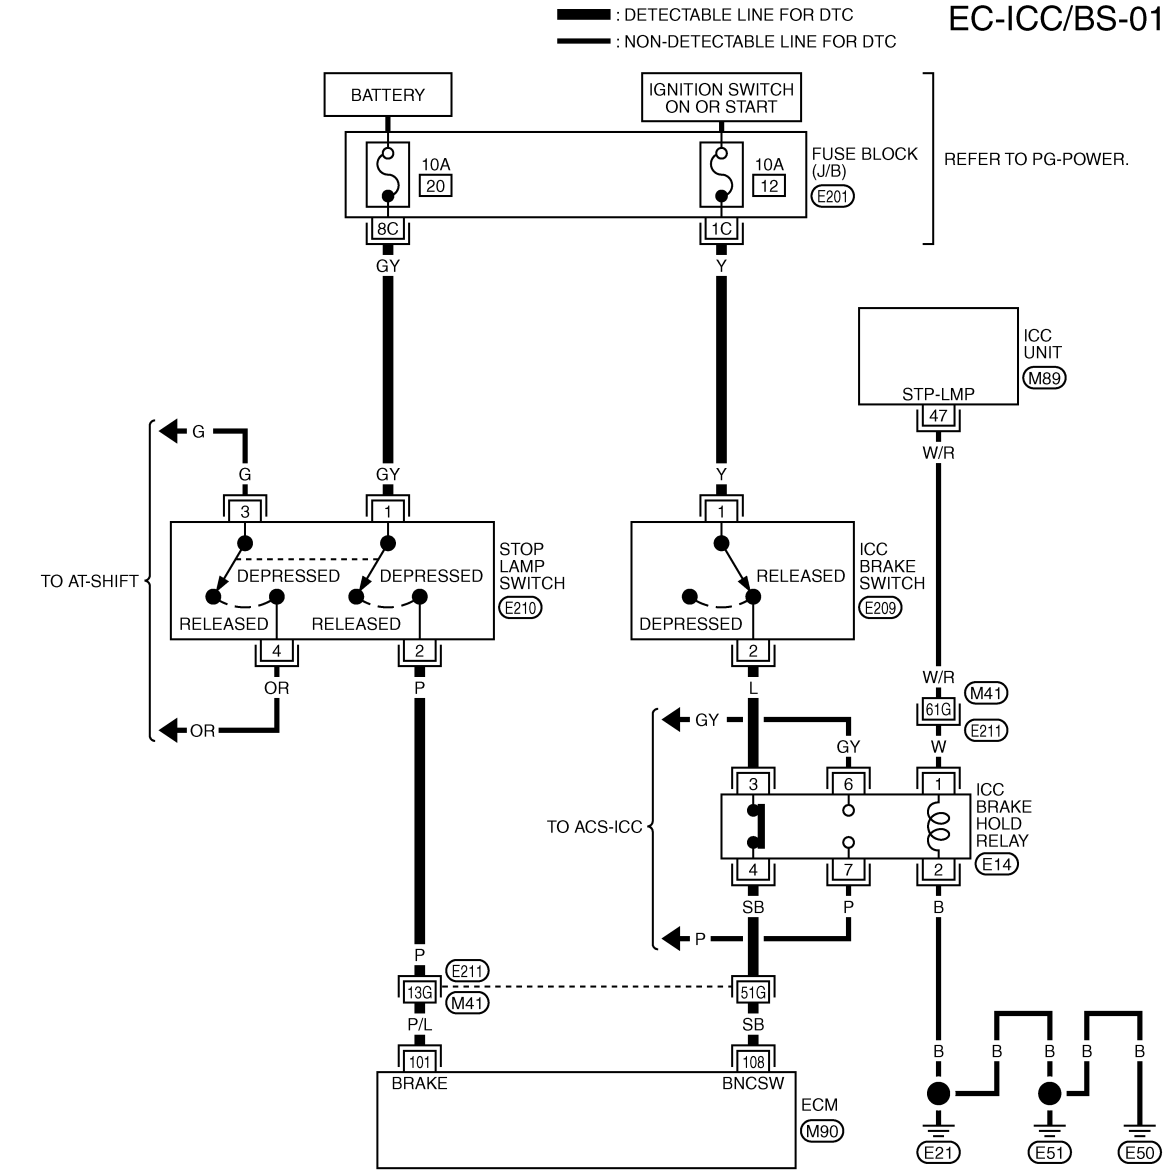 EC-ICC/BS-01
: DETECTABLE LINE FOR DTC
: NON-DETECTABLE LINE FOR DTC
BATTERY
IGNITION SWITCH
ON OR START
10A
20
10A
12
FUSE BLOCK
(J/B)
E201
REFER TO PG-POWER.
8C
1C
GY
Y
ICC
UNIT
M89
STP-LMP
47
W/R
G
G
GY
Y
3
1
1
STOP
LAMP
SWITCH
E210
ICC
BRAKE
SWITCH
E209
TO AT-SHIFT
DEPRESSED
DEPRESSED
RELEASED
RELEASED
RELEASED
DEPRESSED
4
2
2
OR
P
L
OR
W/R
M41
61G
E211
W
GY
GY
3
6
1
ICC
BRAKE
HOLD
RELAY
E14
TO ACS-ICC
4
7
2
SB
P
B
P
P
E211
13G
M41
51G
P/L
SB
101
108
BRAKE
BNCSW
ECM
M90
B
B
B
B
B
E21
E51
E50